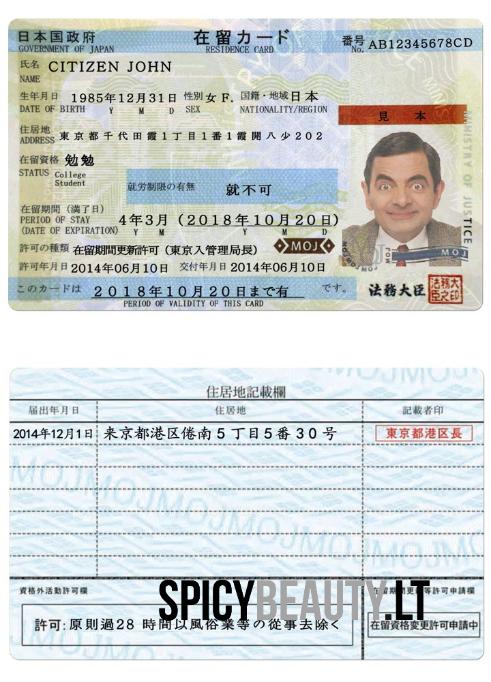 日本国政府
GOVERNMENT OF JAPAN
在留カード
RESIDENCE CARD
番号 No. AB12345678CD
氏名
NAME
CITIZEN JOHN
生年月日 1985年12月31日 性別 女 F. 国籍・地域 日本
DATE OF BIRTH Y M D SEX NATIONALITY/REGION
見 本
住居地
ADDRESS
東京都千代田霞1丁目1番1霞開八少202
在留資格 勉勉
STATUS College Student
就労制限の有無 就不可
在留期間(満了日)
PERIOD OF STAY
(DATE OF EXPIRATION)
4年3月(2018年10月20日)
Y M Y M D
許可の種類 在留期間更新許可(東京入管理局長)
MOJ
許可年月日 2014年06月10日 交付年月日 2014年06月10日
このカードは 2018年10月20日まで有 です。
PERIOD OF VALIDITY OF THIS CARD
MINISTRY OF JUSTICE
MOJ
法務大臣
住居地記載欄
届出年月日 住居地 記載者印
2014年12月1日 来京都港区倦南5丁目5番30号 東京都港区長
MOJMOJMOJMOJ
資格外活動許可欄
在留期間更新等許可申請欄
SPICYBEAUTY.LT
許可:原則過28 時間以風俗業等の從事去除く
在留資格変更許可申請中